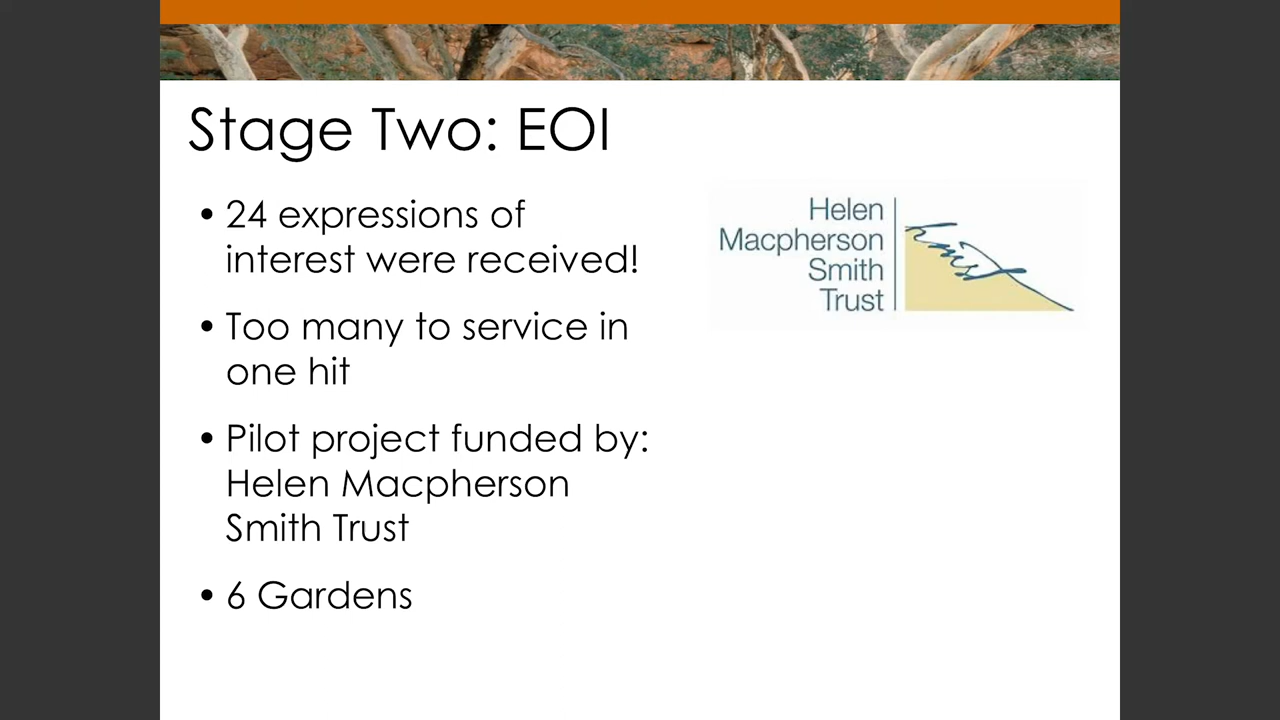 Stage Two: EOI
• 24 expressions of
interest were received!
• Too many to service in
one hit
• Pilot project funded by:
Helen Macpherson
Smith Trust
• 6 Gardens
Helen
Macpherson
Smith
Trust
hmst